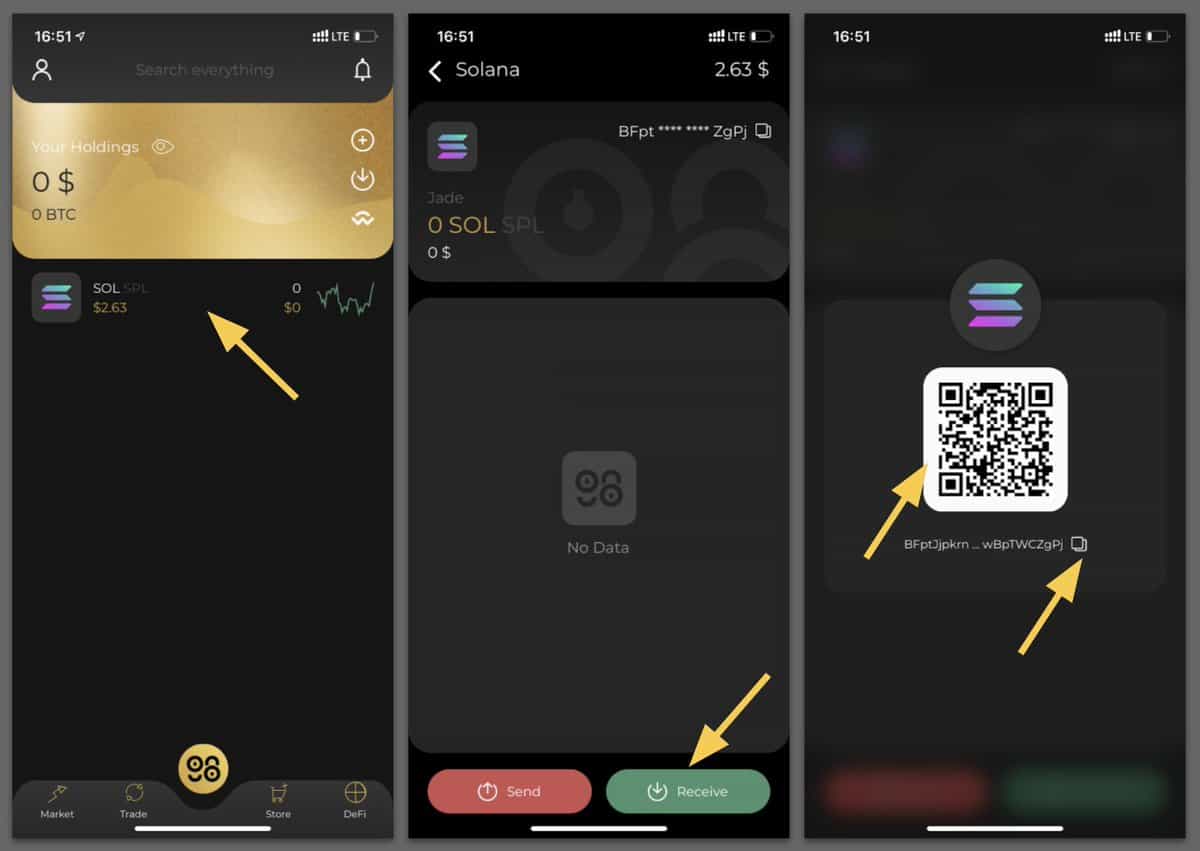 16:51
LTE
Search everything
Your Holdings
0 $
0 BTC
SOL SPL
0
$2.63
$0
98
Market
Trade
Store
DeFi
16:51
LTE
Solana
2.63 $
BFpt **** **** ZgPj
Jade
0 SOL SPL
0 $
98
No Data
Send
Receive
16:51
LTE
BFptJjpkrn ... wBpTWCZgPj